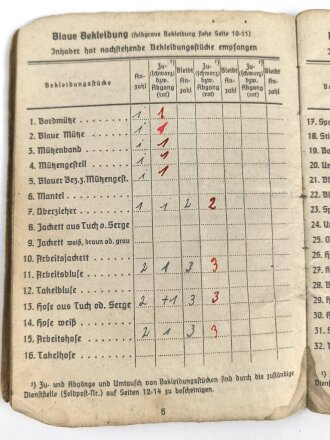 Blaue Bekleidung (feldgraue Bekleidung siehe Seite 10-11)
Inhaber hat nachstehende Bekleidungsstücke empfangen
Bekleidungsstücke An-zahl Zu-(schwarz) bzw. Abgang (rot) ¹) Bleibt An-zahl Zu-(schwarz) bzw. Abgang (rot) ¹) Bleibt An-zahl Zu-(schwarz) bzw. Abgang (rot) ¹) Bleibt An-zahl
1. Bordmütze 1 1
2. Blaue Mütze 1 1
3. Mützenband 1 1
4. Mützengestell 1 1
5. Blauer Bez. z. Mützengest. 1 1
6. Mantel
7. Überzieher 1 1 2 2
8. Jackett aus Tuch od. Serge
9. Jackett weiß, braun od. grau
10. Arbeitsjackett
11. Arbeitsbluse 2 1 3 3
12. Takelbluse
13. Hose aus Tuch od. Serge 2 +1 3 3
14. Hose weiß
15. Arbeitshose 2 1 3 3
16. Takelhose
¹) Zu- und Abgänge und Umtausch von Bekleidungsstücken sind durch die zuständige
Dienststelle (Feldpost-Nr.) auf Seiten 12-14 zu bescheinigen.
6
17.
18.
19.
20.
21.
22.
23.
24.
25.
26.
27.
28.
29.
30.
31.
32.